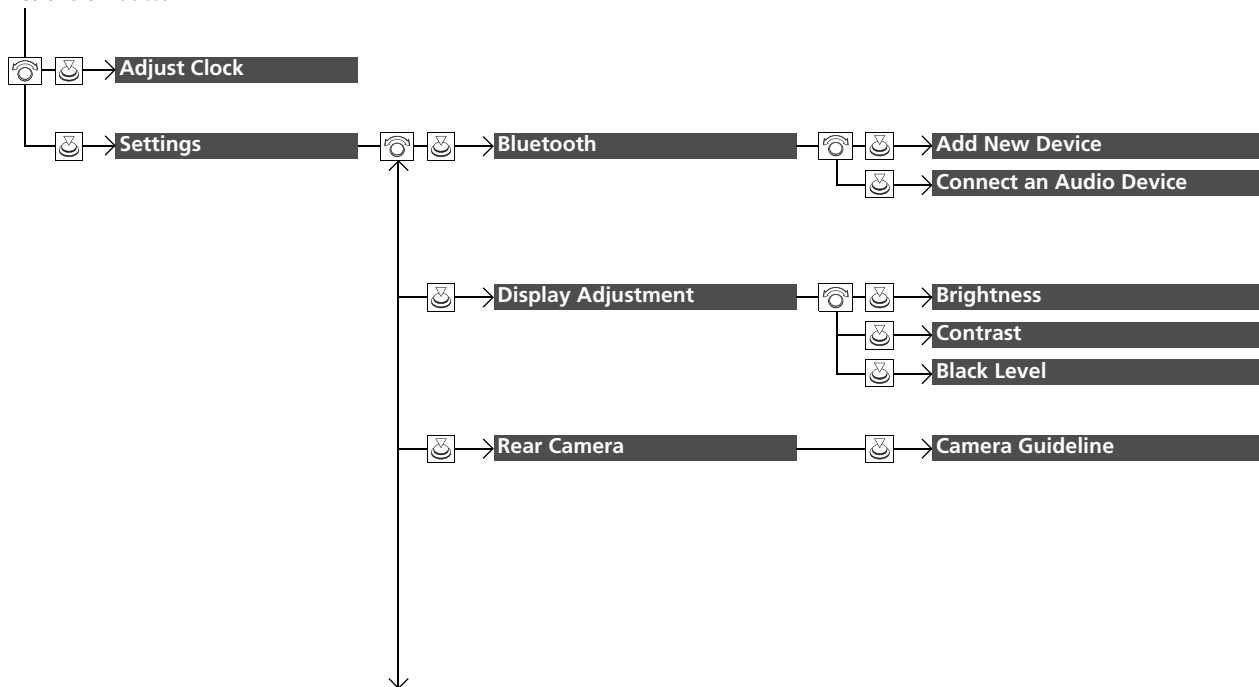 Adjust Clock
Settings
Bluetooth
Add New Device
Connect an Audio Device
Display Adjustment
Brightness
Contrast
Black Level
Rear Camera
Camera Guideline